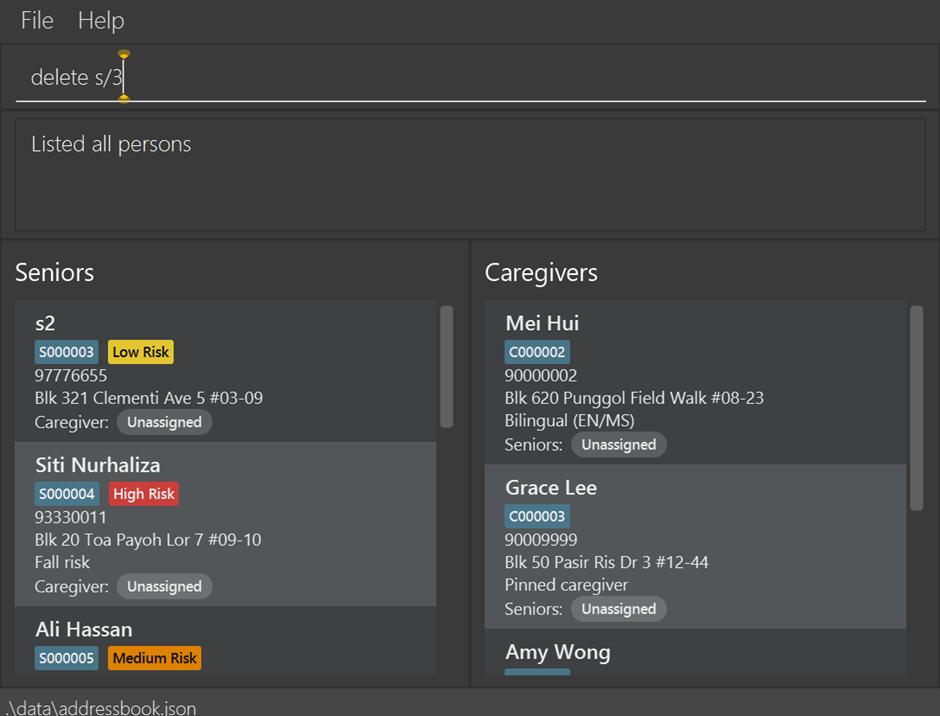 File Help
delete s/3
Listed all persons
Seniors
s2
S000003 Low Risk
97776655
Blk 321 Clementi Ave 5 #03-09
Caregiver: Unassigned
Siti Nurhaliza
S000004 High Risk
93330011
Blk 20 Toa Payoh Lor 7 #09-10
Fall risk
Caregiver: Unassigned
Ali Hassan
S000005 Medium Risk
Caregivers
Mei Hui
C000002
90000002
Blk 620 Punggol Field Walk #08-23
Bilingual (EN/MS)
Seniors: Unassigned
Grace Lee
C000003
90009999
Blk 50 Pasir Ris Dr 3 #12-44
Pinned caregiver
Seniors: Unassigned
Amy Wong
.\data\addressbook.json